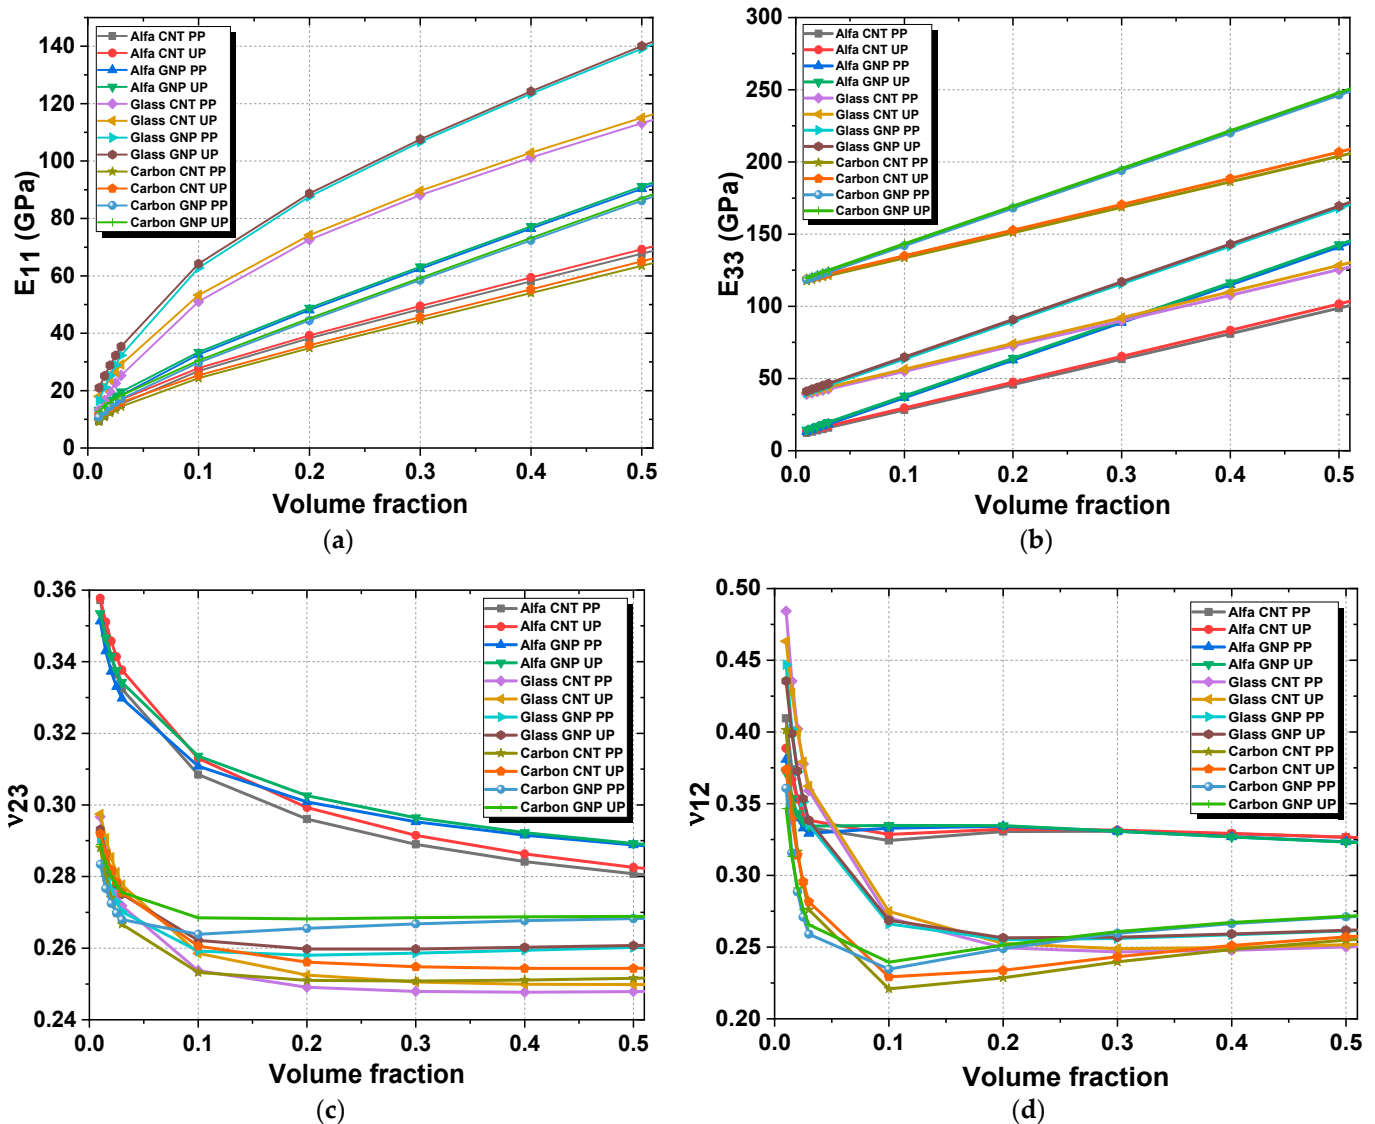 140
120
100
80
60
40
20
0
E11 (GPa)
Alfa CNT PP
Alfa CNT UP
Alfa GNP PP
Alfa GNP UP
Glass CNT PP
Glass CNT UP
Glass GNP PP
Glass GNP UP
Carbon CNT PP
Carbon CNT UP
Carbon GNP PP
Carbon GNP UP
0.0 0.1 0.2 0.3 0.4 0.5
Volume fraction
(a)
300
250
200
150
100
50
0
E33 (GPa)
Alfa CNT PP
Alfa CNT UP
Alfa GNP PP
Alfa GNP UP
Glass CNT PP
Glass CNT UP
Glass GNP PP
Glass GNP UP
Carbon CNT PP
Carbon CNT UP
Carbon GNP PP
Carbon GNP UP
0.0 0.1 0.2 0.3 0.4 0.5
Volume fraction
(b)
0.36
0.34
0.32
0.30
0.28
0.26
0.24
ν23
Alfa CNT PP
Alfa CNT UP
Alfa GNP PP
Alfa GNP UP
Glass CNT PP
Glass CNT UP
Glass GNP PP
Glass GNP UP
Carbon CNT PP
Carbon CNT UP
Carbon GNP PP
Carbon GNP UP
0.0 0.1 0.2 0.3 0.4 0.5
Volume fraction
(c)
0.50
0.45
0.40
0.35
0.30
0.25
0.20
ν12
Alfa CNT PP
Alfa CNT UP
Alfa GNP PP
Alfa GNP UP
Glass CNT PP
Glass CNT UP
Glass GNP PP
Glass GNP UP
Carbon CNT PP
Carbon CNT UP
Carbon GNP PP
Carbon GNP UP
0.0 0.1 0.2 0.3 0.4 0.5
Volume fraction
(d)